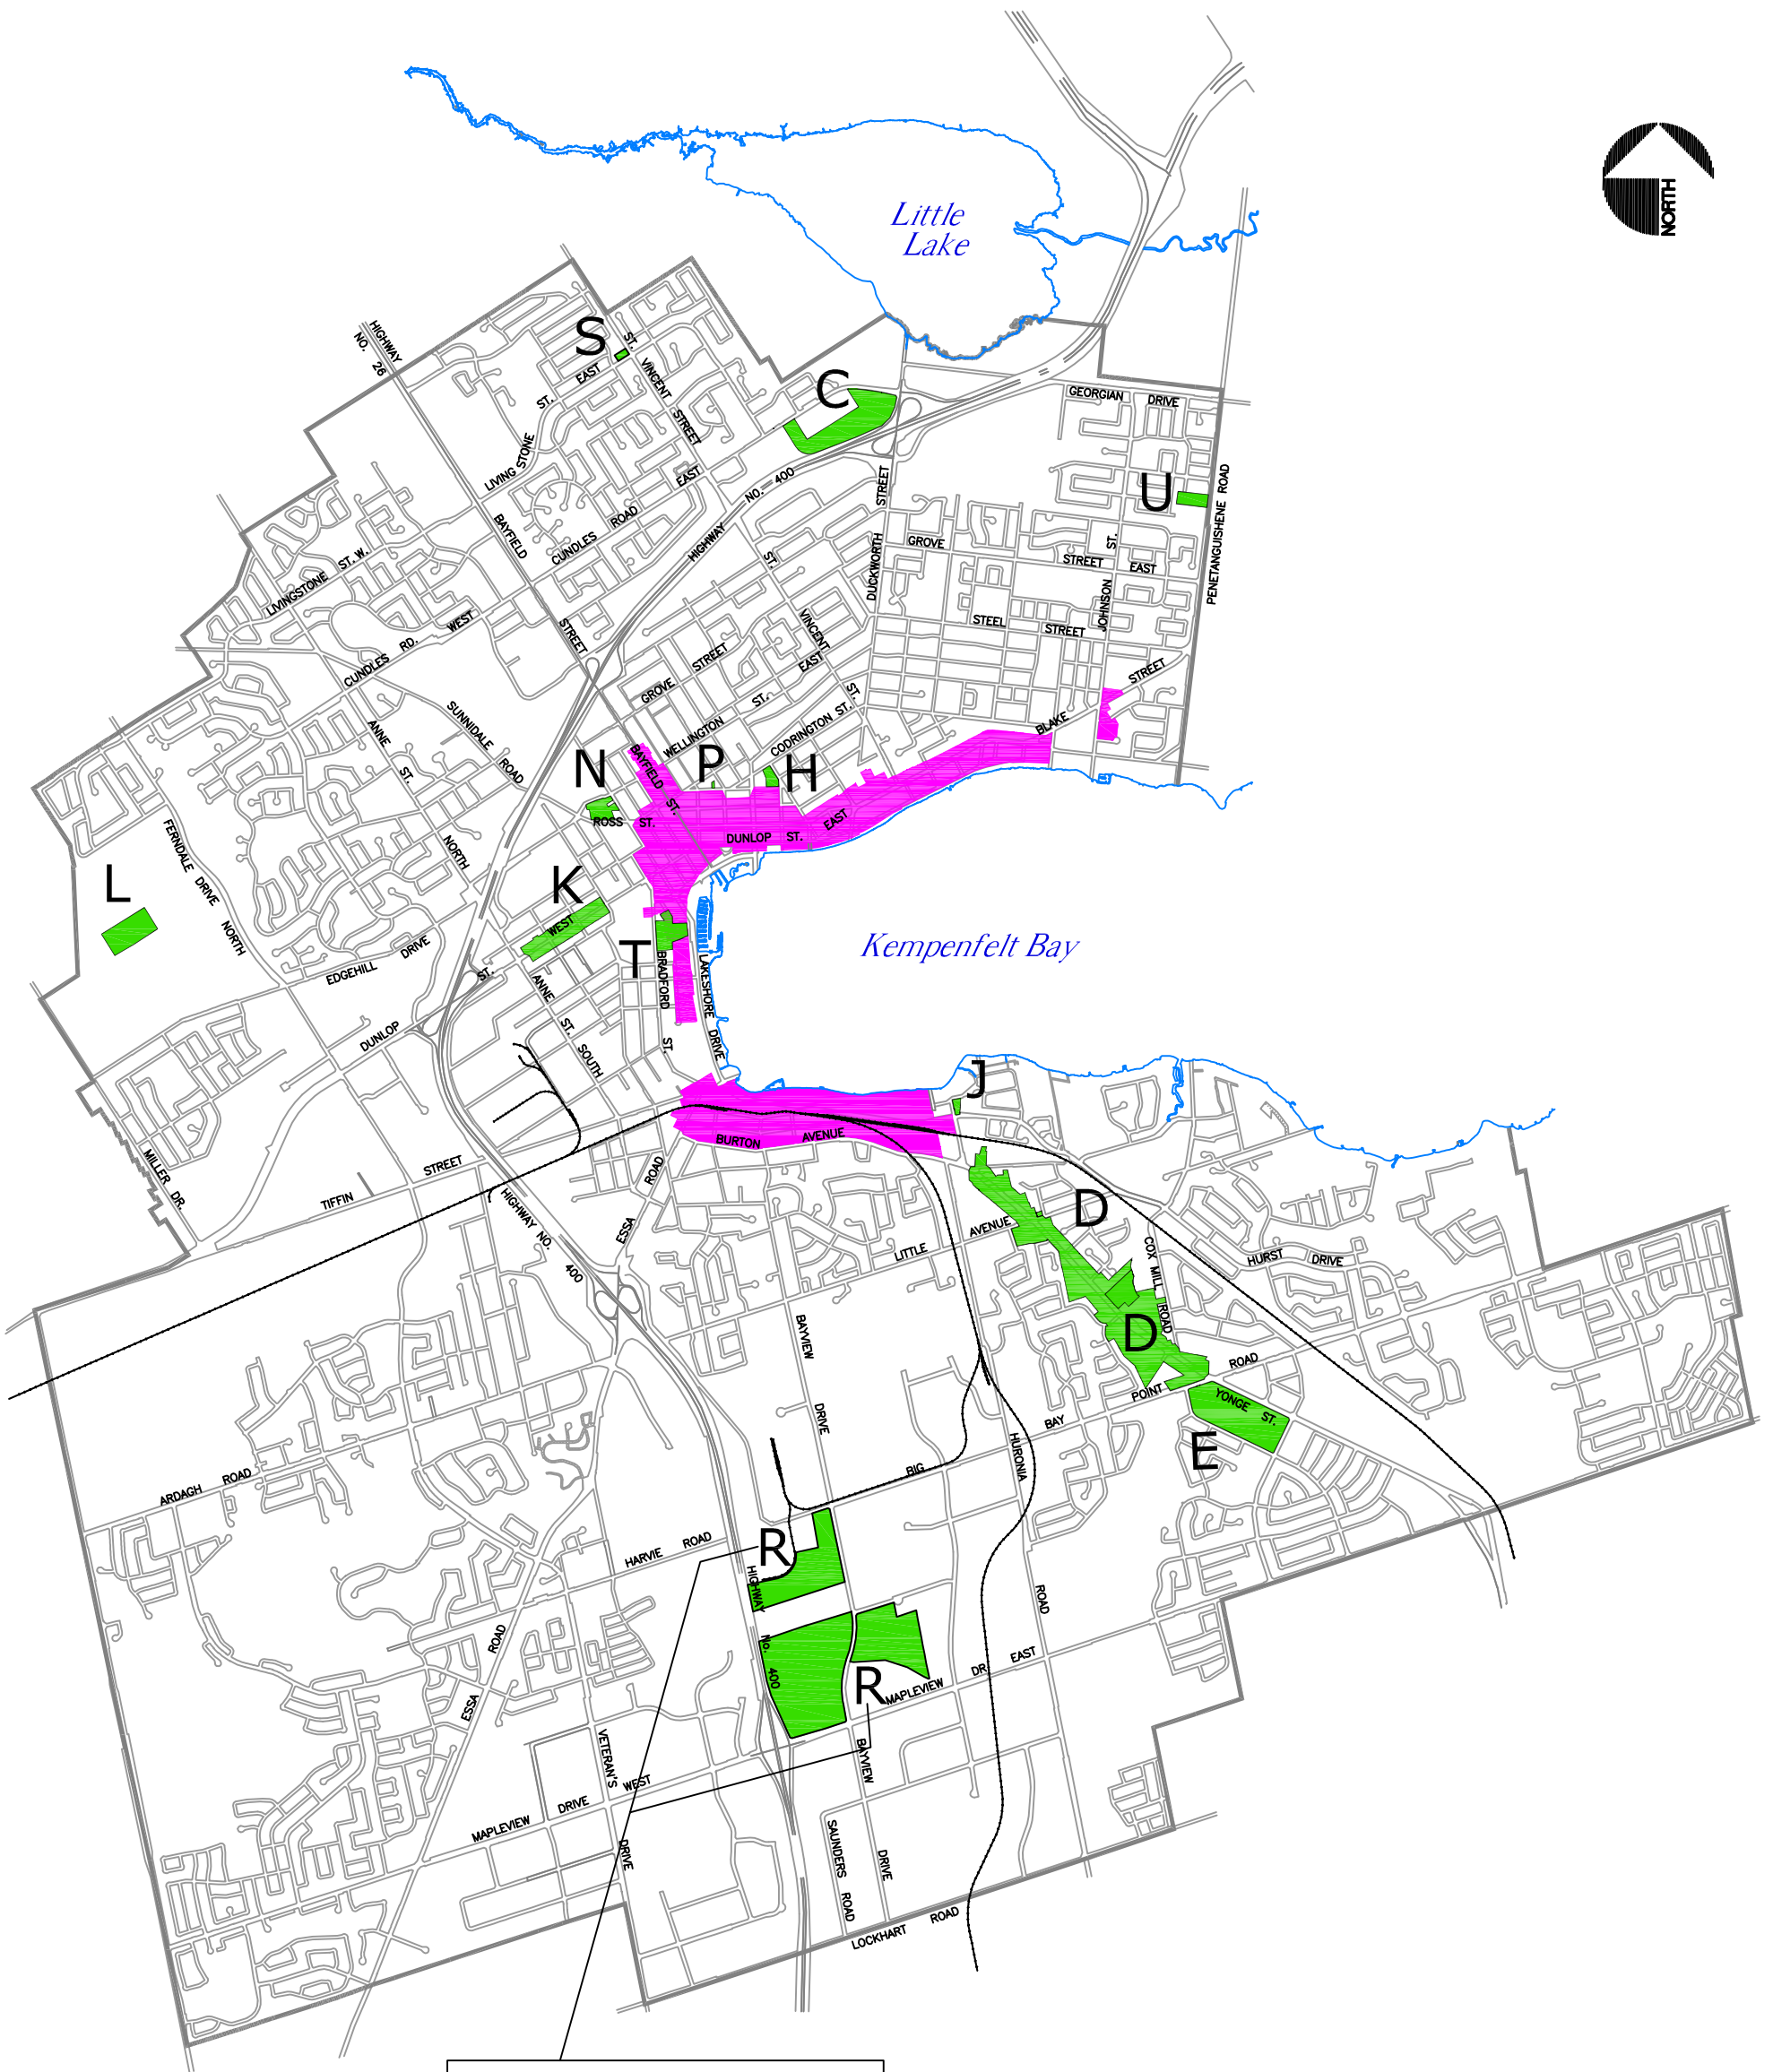 NORTH
Little
Lake
HIGHWAY
NO. 26
S
ST.
VINCENT
STREET
EAST
ST.
LIVING STONE
C
GEORGIAN DRIVE
U
PENETANGUISHENE ROAD
BAYFIELD
STREET
CUNDLES ROAD EAST
HIGHWAY NO. 400
DUCKWORTH STREET
GROVE STREET EAST
JOHNSON ST.
LIVINGSTONE ST. W.
ST. VINCENT ST.
STEEL STREET
CUNDLES RD. WEST
GROVE STREET
WELLINGTON ST. EAST
CODRINGTON ST.
BLAKE STREET
ANNE ST. NORTH
SUNNIDALE ROAD
N
P
H
BAYFIELD ST.
ROSS ST.
DUNLOP ST. EAST
FERNDALE DRIVE NORTH
L
K
T
EDGEHILL DRIVE
DUNLOP ST. WEST
ANNE ST. SOUTH
BRADFORD ST.
LAKESHORE DRIVE
Kempenfelt Bay
J
MILLER DR.
TIFFIN STREET
BURTON AVENUE
ESSA ROAD
HIGHWAY NO. 400
LITTLE AVENUE
D
COX MILL ROAD
HURST DRIVE
D
BAYVIEW DRIVE
BIG BAY POINT ROAD
YONGE ST.
E
HURONIA ROAD
ARDAGH ROAD
HARVIE ROAD
R
HIGHWAY No. 400
R
MAPLEVIEW DR. EAST
ESSA ROAD
VETERAN'S DRIVE
MAPLEVIEW DRIVE WEST
BAYVIEW DRIVE
SAUNDERS ROAD
LOCKHART ROAD